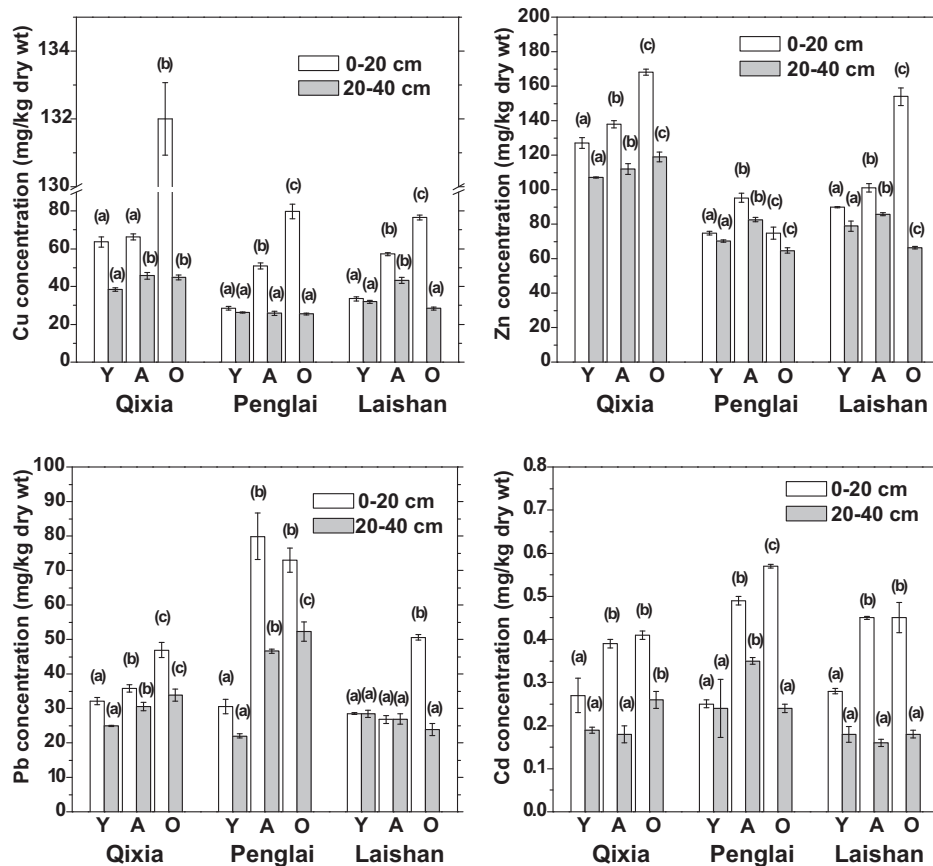 Cu concentration (mg/kg dry wt)
134
132
130
80
60
40
20
0
0-20 cm
20-40 cm
(a) (a) (a) (b) (b) (b)
(a) (a) (b) (a) (c) (a)
(a) (a) (a) (b) (c) (a)
Y A O Y A O Y A O
Qixia Penglai Laishan
Zn concentration (mg/kg dry wt)
200
180
160
140
120
100
80
60
40
20
0
0-20 cm
20-40 cm
(a) (a) (b) (b) (c) (c)
(a) (a) (b) (b) (c) (c)
(a) (a) (b) (b) (c) (c)
Y A O Y A O Y A O
Qixia Penglai Laishan
Pb concentration (mg/kg dry wt)
100
90
80
70
60
50
40
30
20
10
0
0-20 cm
20-40 cm
(a) (a) (b) (b) (c) (c)
(a) (a) (b) (b) (b) (c)
(a) (a) (a) (a) (b) (a)
Y A O Y A O Y A O
Qixia Penglai Laishan
Cd concentration (mg/kg dry wt)
0.8
0.7
0.6
0.5
0.4
0.3
0.2
0.1
0.0
0-20 cm
20-40 cm
(a) (a) (b) (a) (b) (b)
(a) (a) (b) (b) (c) (a)
(a) (a) (b) (a) (b) (a)
Y A O Y A O Y A O
Qixia Penglai Laishan